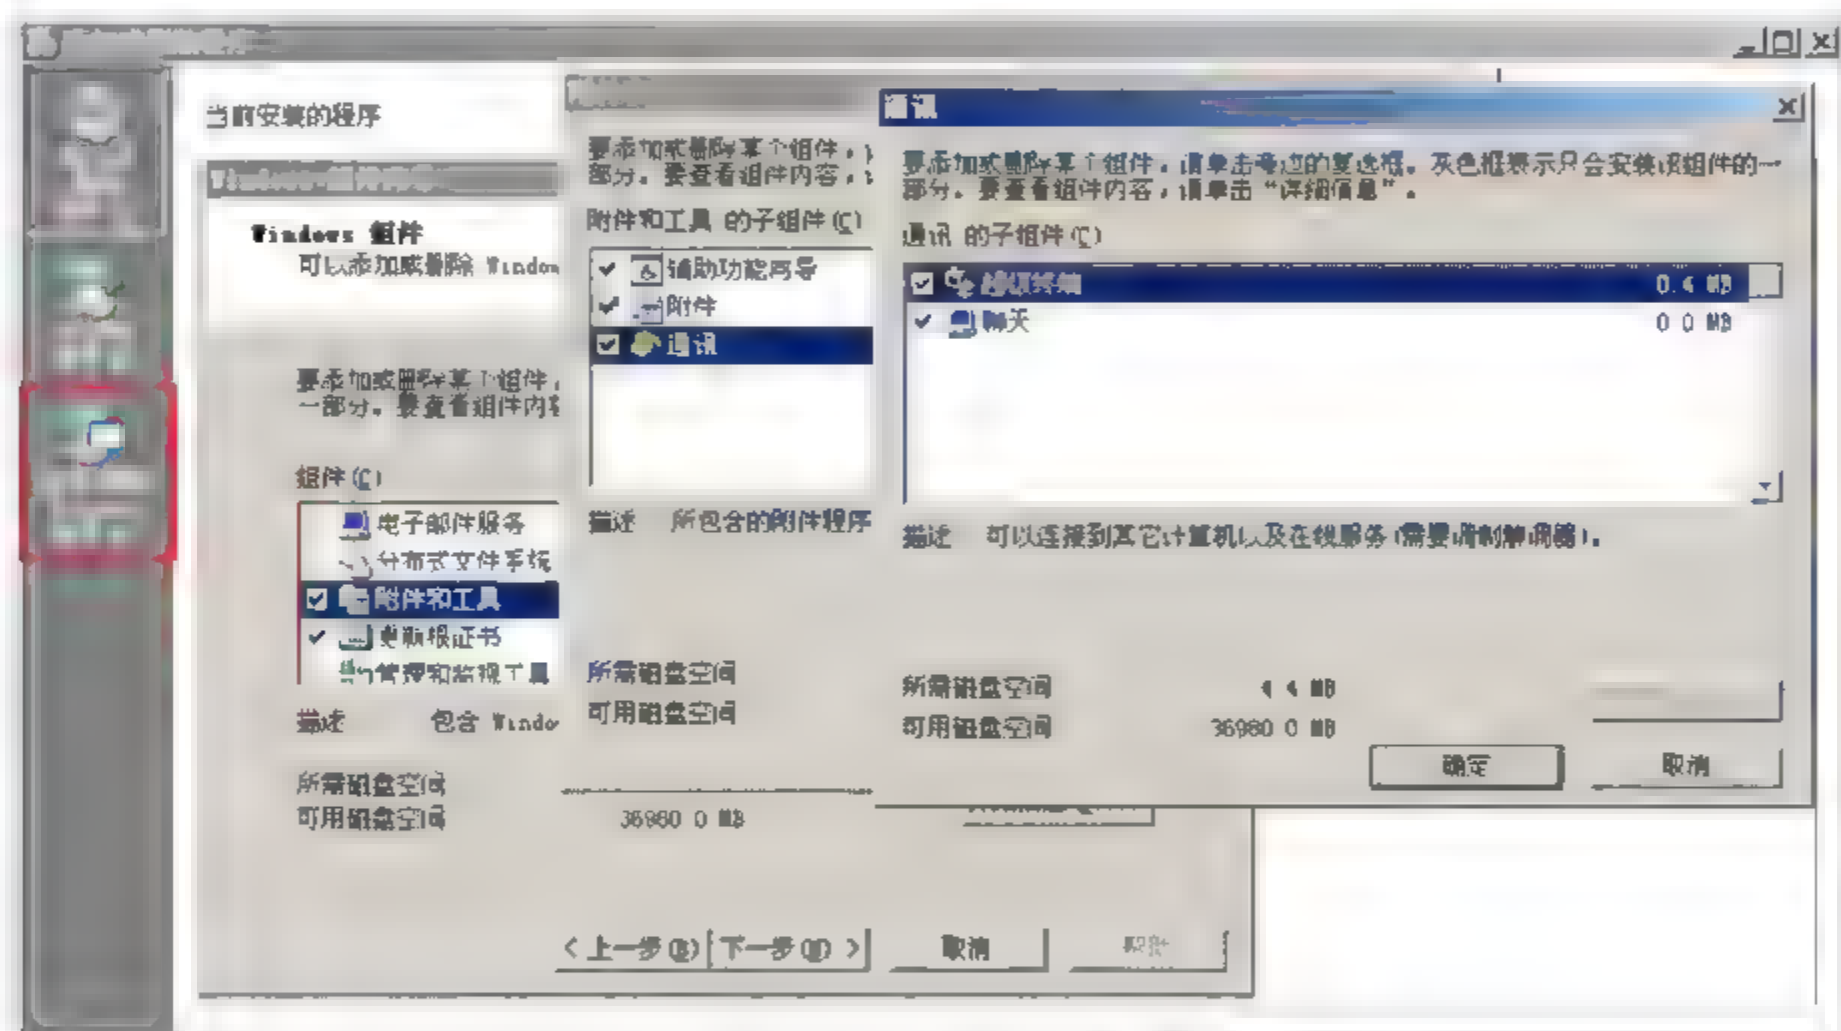 当前安装的程序
Windows 组件
可以添加或删除 Window
要添加或删除某个组件，
一部分。要查看组件内容
组件(C)
电子邮件服务
分布式文件系统
附件和工具
更新根证书
管理和监视工具
描述 包含 Windo
所需磁盘空间
可用磁盘空间 36980 0 MB
<上一步(B) 下一步(N) > 取消 帮助
要添加或删除某个组件，
部分。要查看组件内容，
附件和工具 的子组件(C)
辅助功能向导
附件
通讯
描述 所包含的附件程序
所需磁盘空间
可用磁盘空间
通讯
要添加或删除某个组件，请单击旁边的复选框。灰色框表示只会安装该组件的一
部分。要查看组件内容，请单击“详细信息”。
通讯 的子组件(C)
超级终端 0.4 MB
聊天 0 0 MB
描述 可以连接到其它计算机以及在线服务(需要调制解调器)。
所需磁盘空间 4 4 MB
可用磁盘空间 36980 0 MB
确定 取消